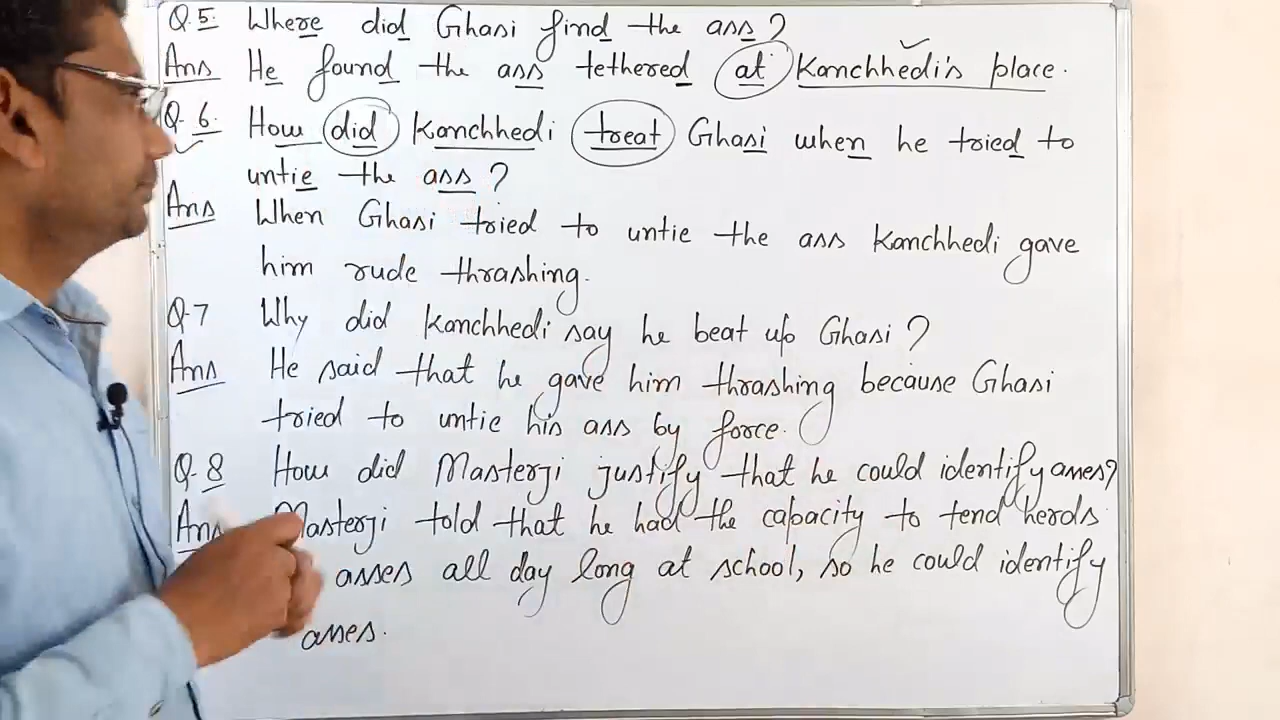 Q.5. Where did Ghasi find the ass?
Ans He found the ass tethered at Kanchhedi's place.
Q.6. How did Kanchhedi treat Ghasi when he tried to
untie the ass?
Ans When Ghasi tried to untie the ass Kanchhedi gave
him rude thrashing.
Q.7 Why did Kanchhedi say he beat up Ghasi?
Ans He said that he gave him thrashing because Ghasi
tried to untie his ass by force.
Q.8 How did Masterji justify that he could identify asses?
Ans Masterji told that he had the capacity to tend herds
asses all day long at school, so he could identify
asses.